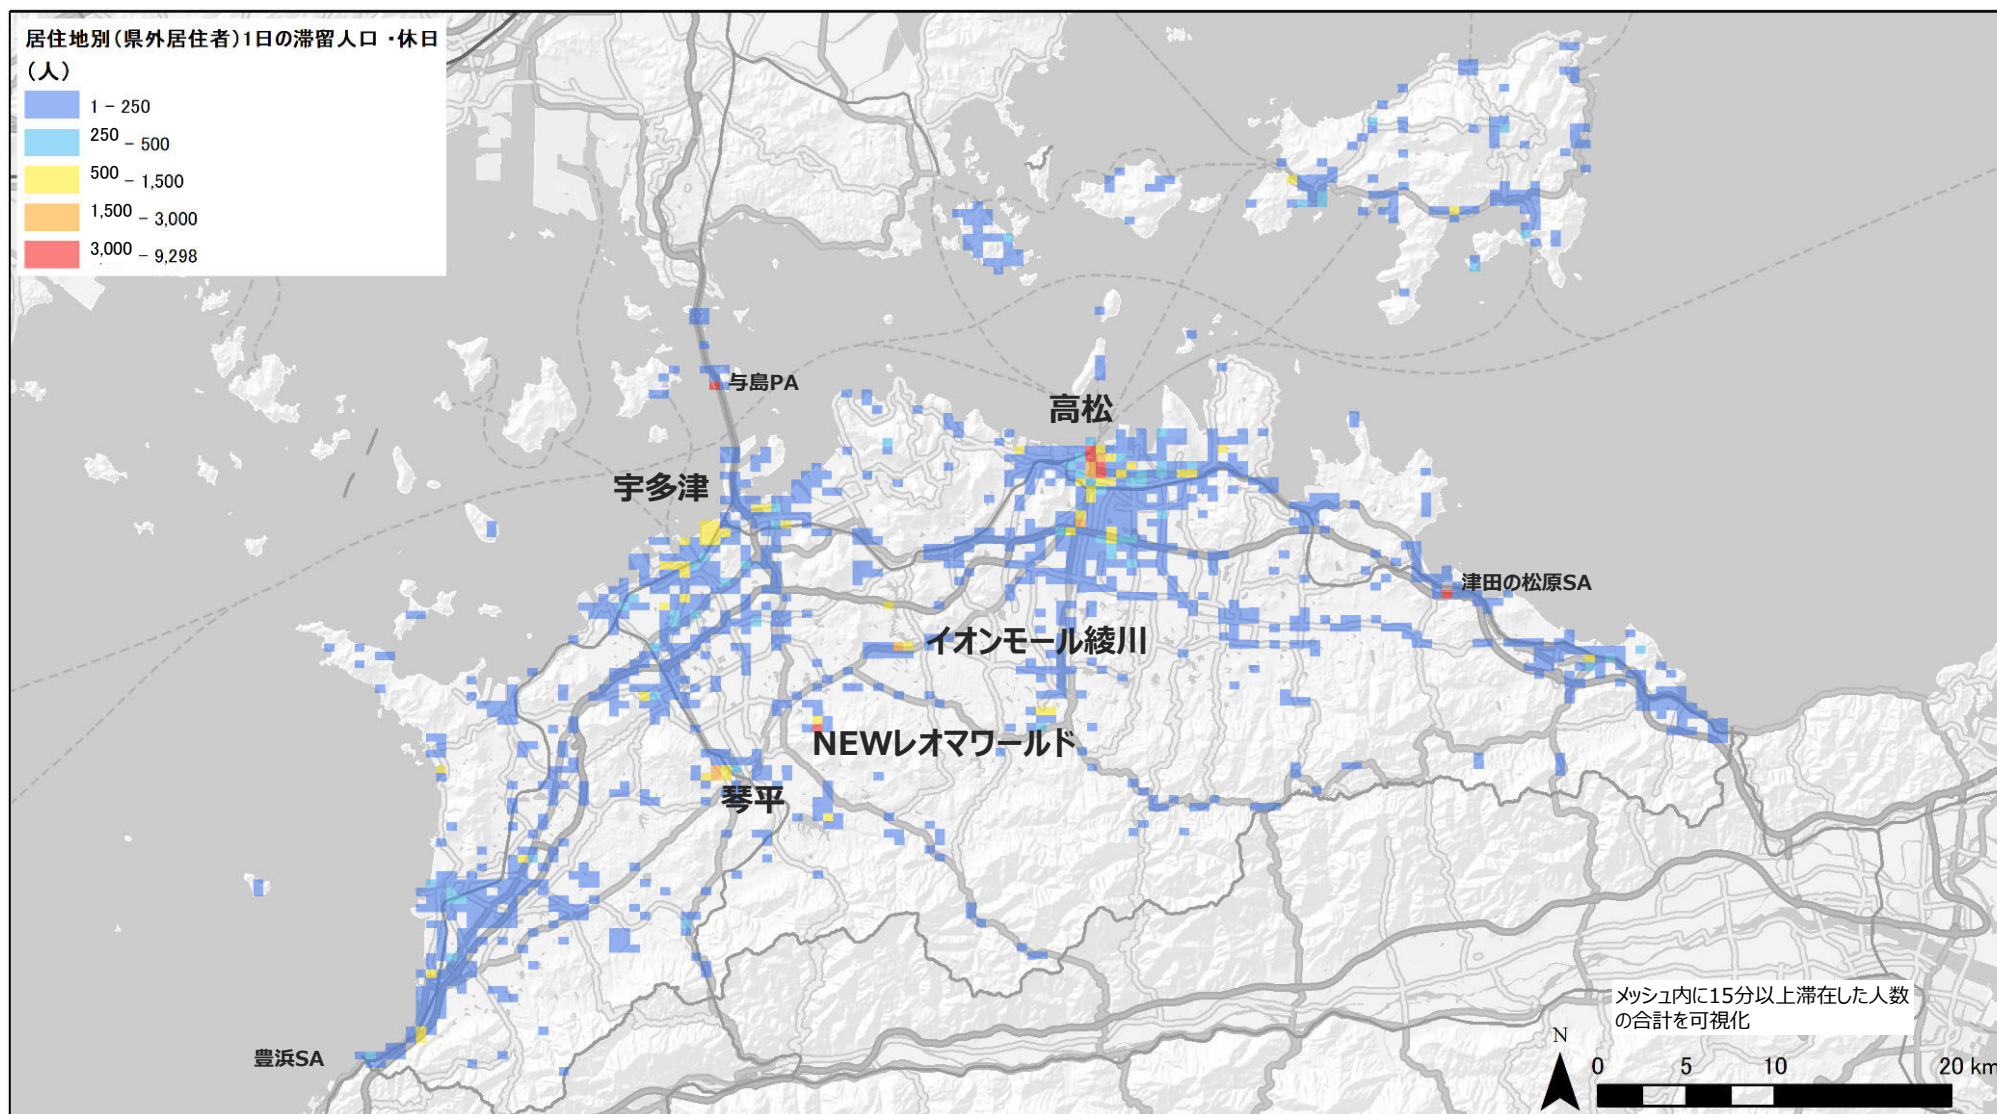 居住地別(県外居住者)1日の滞留人口・休日
(人)
1 - 250
250 - 500
500 - 1,500
1,500 - 3,000
3,000 - 9,298
与島PA
高松
宇多津
津田の松原SA
イオンモール綾川
NEWレオマワールド
琴平
豊浜SA
メッシュ内に15分以上滞在した人数
の合計を可視化
N
0 5 10 20 km